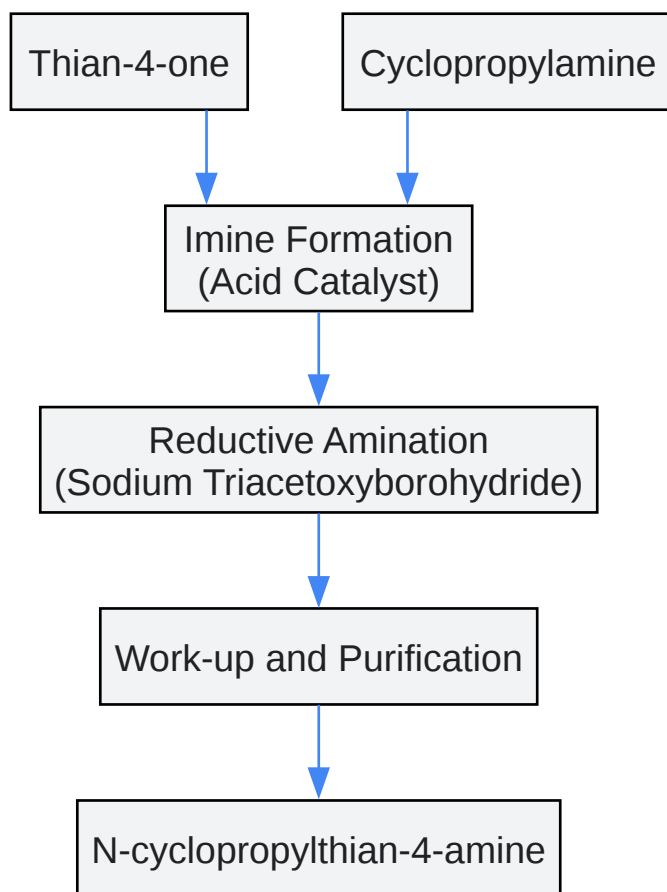 Thian-4-one
Cyclopropylamine
Imine Formation
(Acid Catalyst)
Reductive Amination
(Sodium Triacetoxyborohydride)
Work-up and Purification
N-cyclopropylthian-4-amine